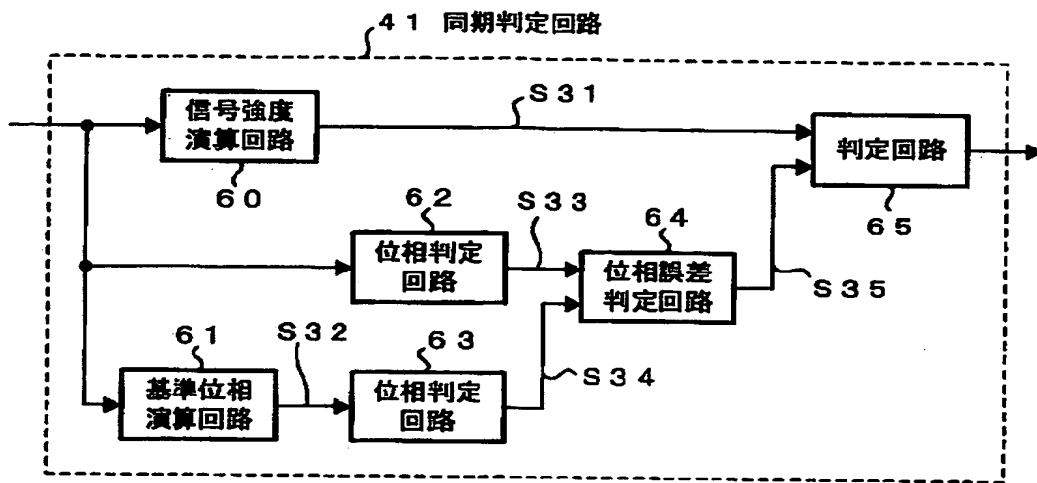 41 同期判定回路
S31
信号強度
演算回路
60
判定回路
65
62
S33
64
位相判定
回路
位相誤差
判定回路
S35
61
S32
63
S34
基準位相
演算回路
位相判定
回路